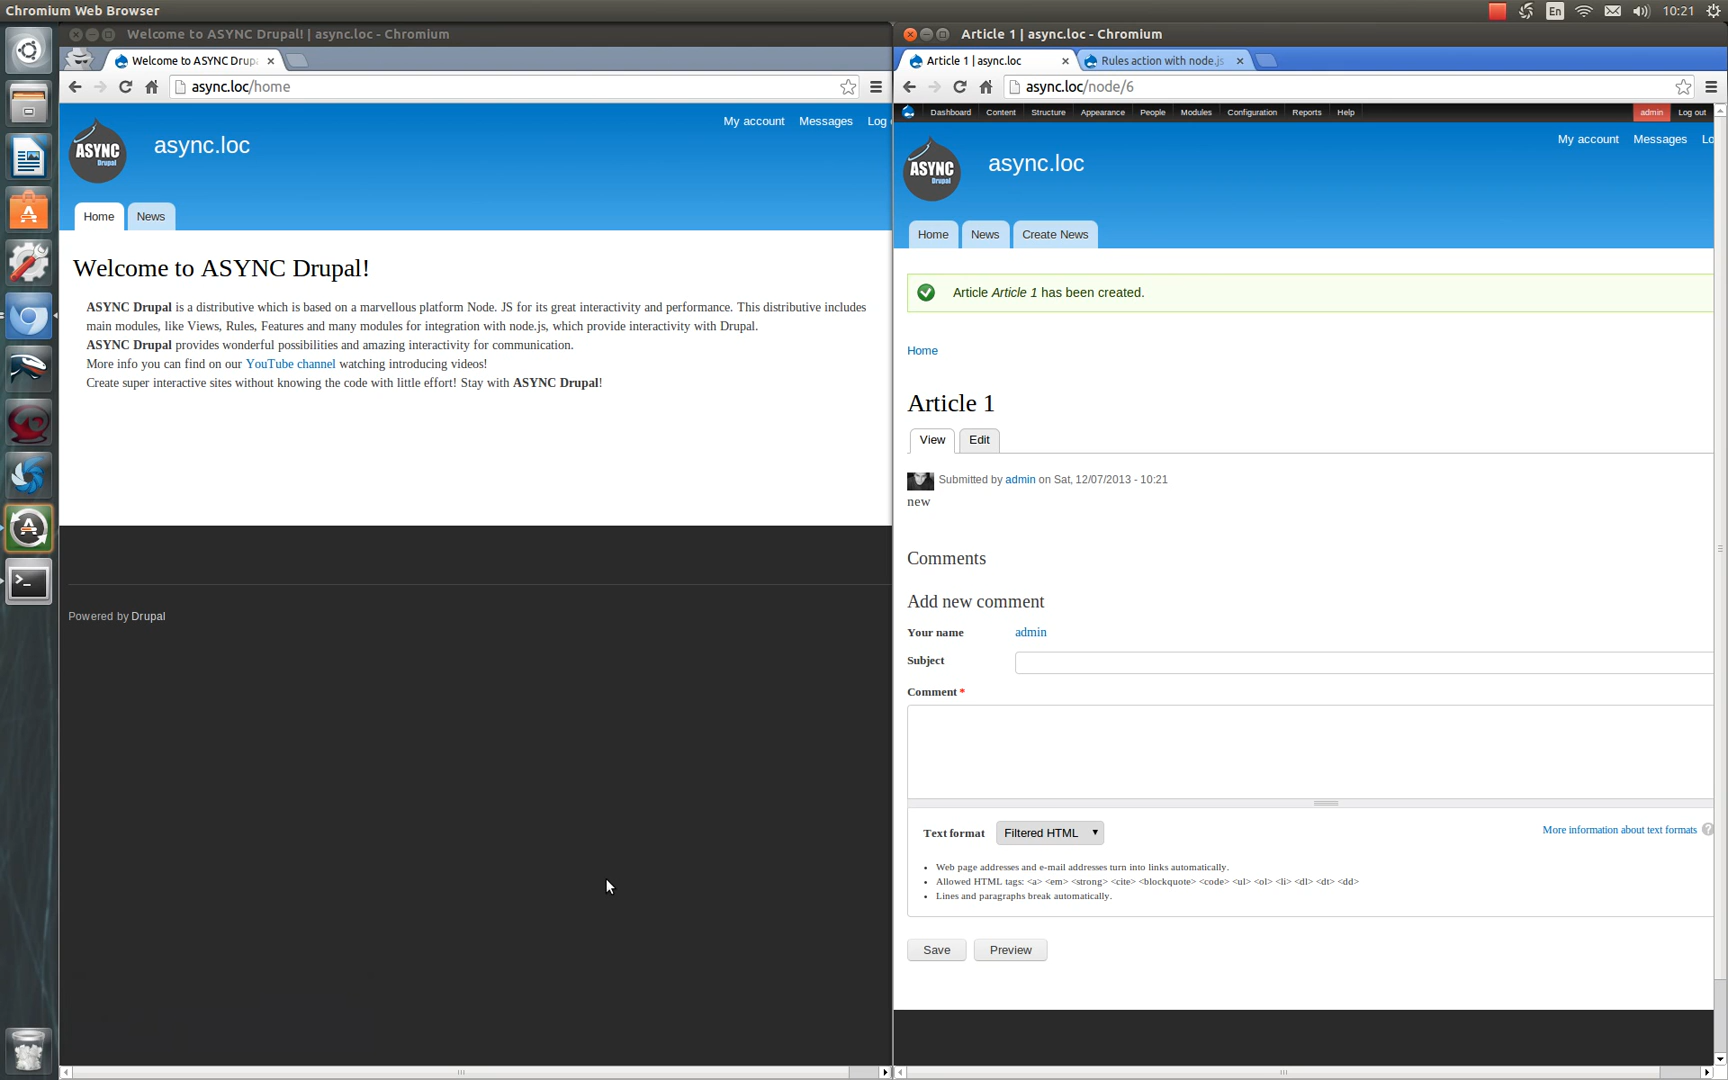 Chromium Web Browser
En
10:21
Welcome to ASYNC Drupal! | async.loc - Chromium
Welcome to ASYNC Drup
async.loc/home
My account Messages Log
ASYNC
Drupal
async.loc
Home News
Welcome to ASYNC Drupal!
ASYNC Drupal is a distributive which is based on a marvellous platform Node. JS for its great interactivity and performance. This distributive includes
main modules, like Views, Rules, Features and many modules for integration with node.js, which provide interactivity with Drupal.
ASYNC Drupal provides wonderful possibilities and amazing interactivity for communication.
More info you can find on our YouTube channel watching introducing videos!
Create super interactive sites without knowing the code with little effort! Stay with ASYNC Drupal!
Powered by Drupal
Article 1 | async.loc - Chromium
Article 1 | async.loc
Rules action with node.js
async.loc/node/6
Dashboard Content Structure Appearance People Modules Configuration Reports Help admin Log out
My account Messages Lo
ASYNC
Drupal
async.loc
Home News Create News
Article Article 1 has been created.
Home
Article 1
View Edit
Submitted by admin on Sat, 12/07/2013 - 10:21
new
Comments
Add new comment
Your name admin
Subject
Comment *
Text format Filtered HTML
More information about text formats ?
• Web page addresses and e-mail addresses turn into links automatically.
• Allowed HTML tags: <a> <em> <strong> <cite> <blockquote> <code> <ul> <ol> <li> <dl> <dt> <dd>
• Lines and paragraphs break automatically.
Save Preview